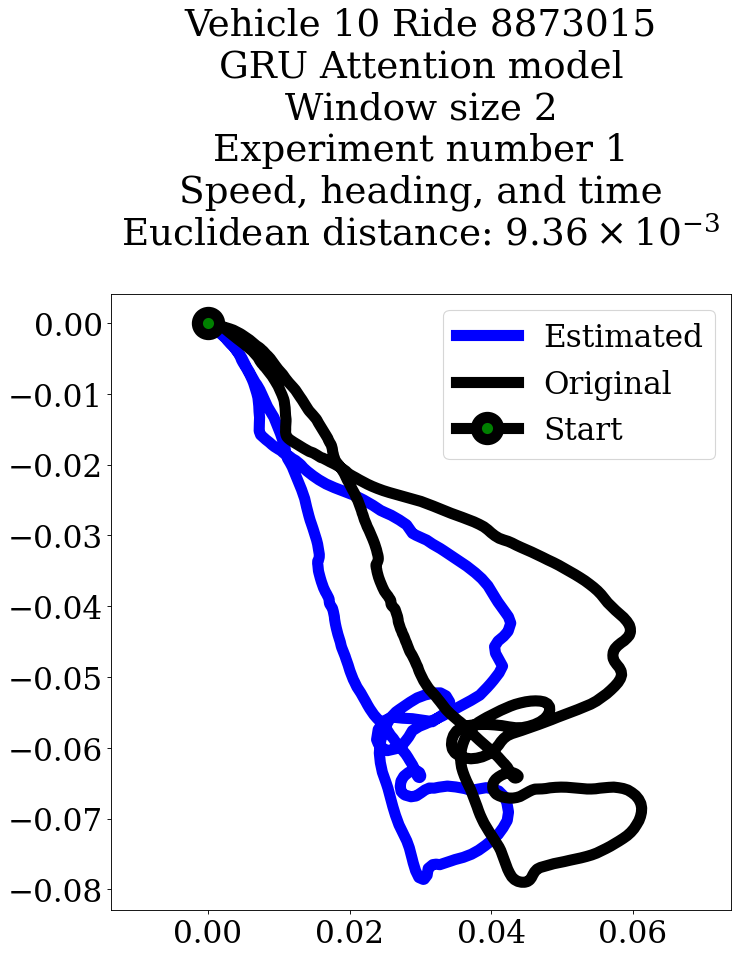 Vehicle 10 Ride 8873015
GRU Attention model
Window size 2
Experiment number 1
Speed, heading, and time
Euclidean distance: 9.36 × 10⁻³
Estimated
Original
Start
0.00
−0.01
−0.02
−0.03
−0.04
−0.05
−0.06
−0.07
−0.08
0.00 0.02 0.04 0.06